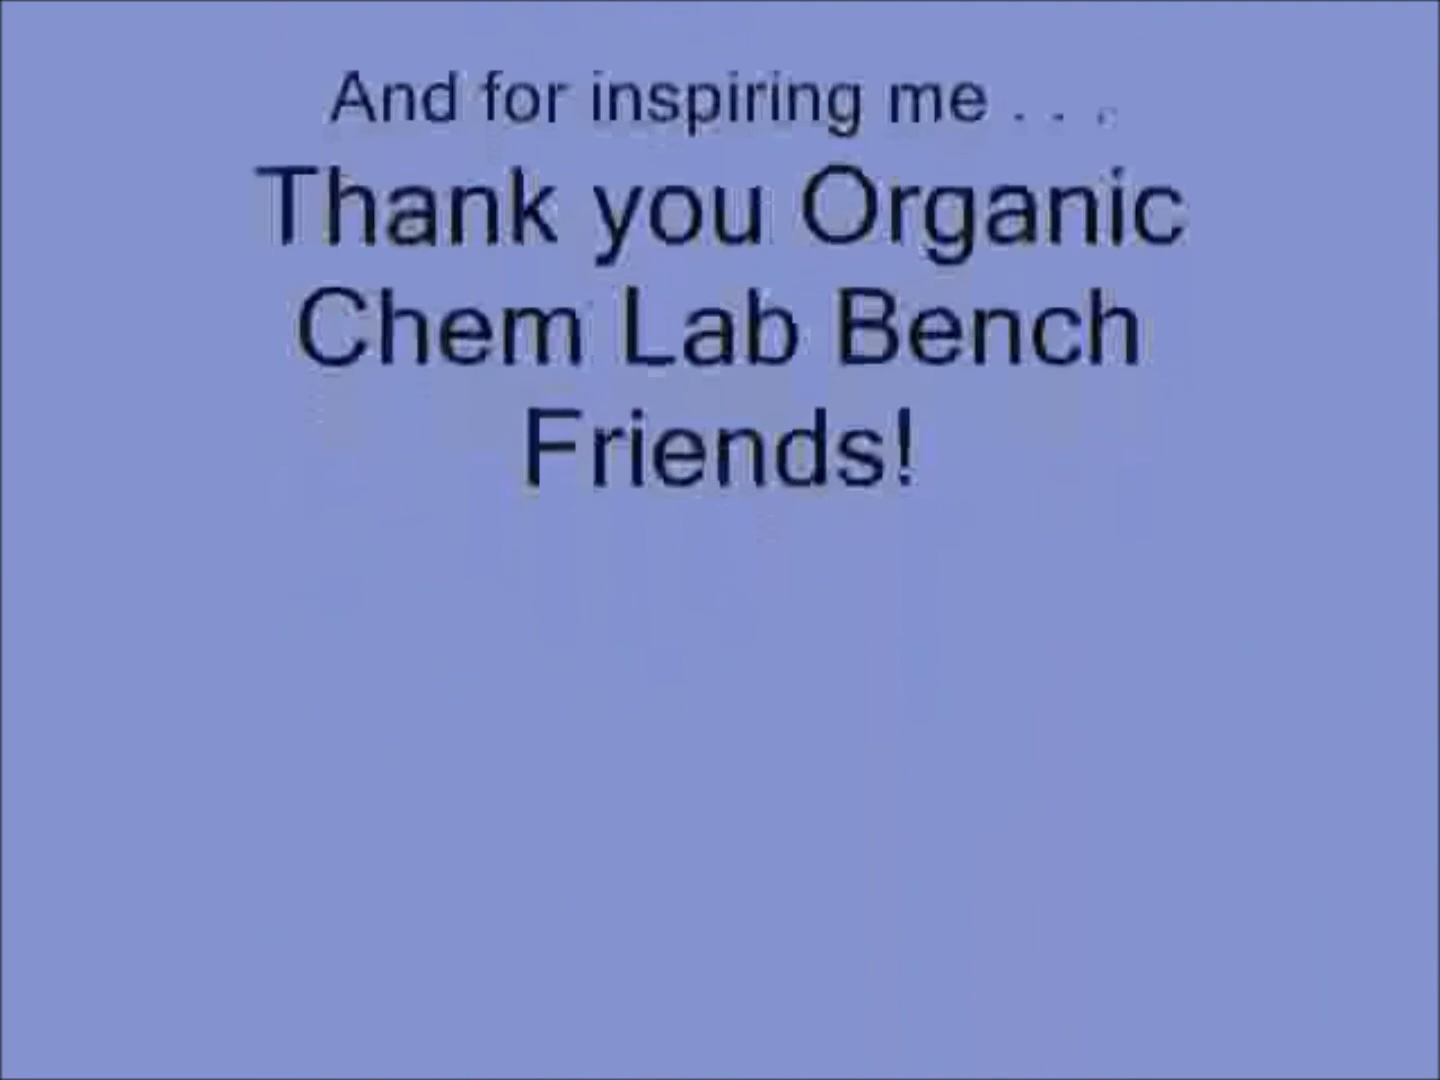 And for inspiring me . . .
Thank you Organic
Chem Lab Bench
Friends!